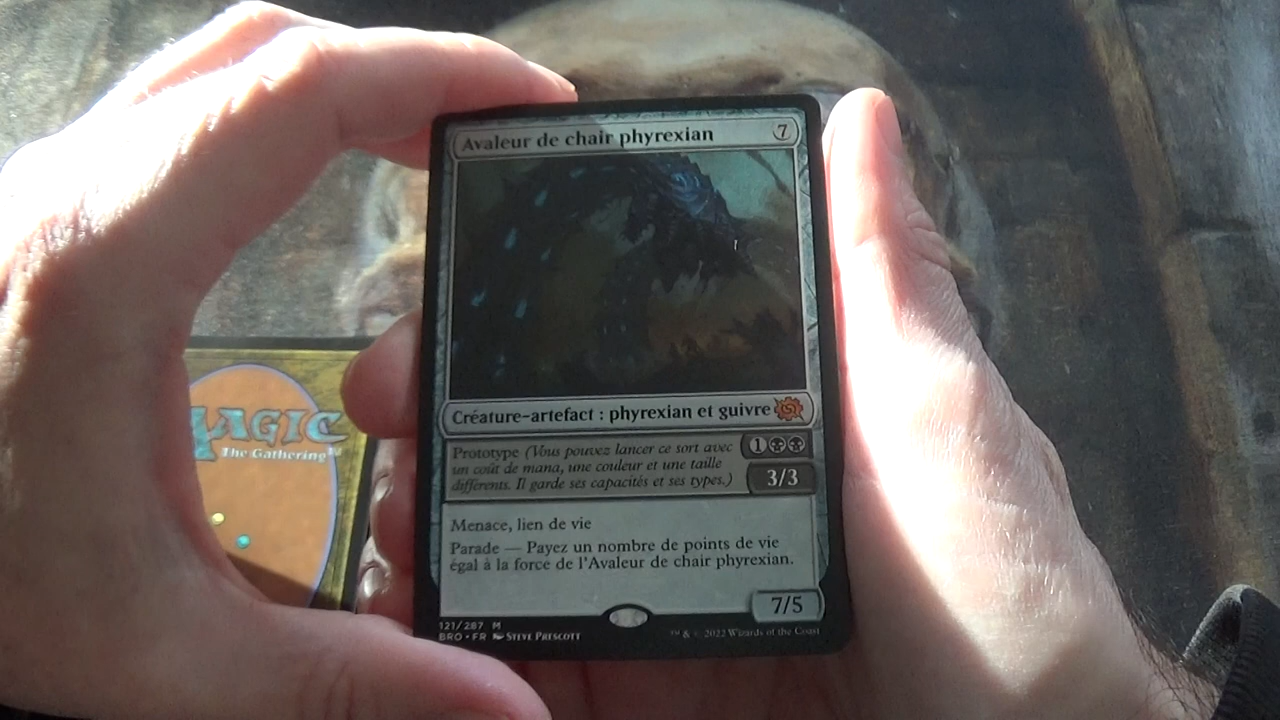 Avaleur de chair phyrexian 7
Créature-artefact : phyrexian et guivre
Prototype (Vous pouvez lancer ce sort avec 1
un coût de mana, une couleur et une taille
différents. Il garde ses capacités et ses types.) 3/3
Menace, lien de vie
Parade — Payez un nombre de points de vie
égal à la force de l'Avaleur de chair phyrexian.
7/5
121/287 M
BRO • FR Steve Prescott
™ & © 2022 Wizards of the Coast
MAGIC
The Gathering